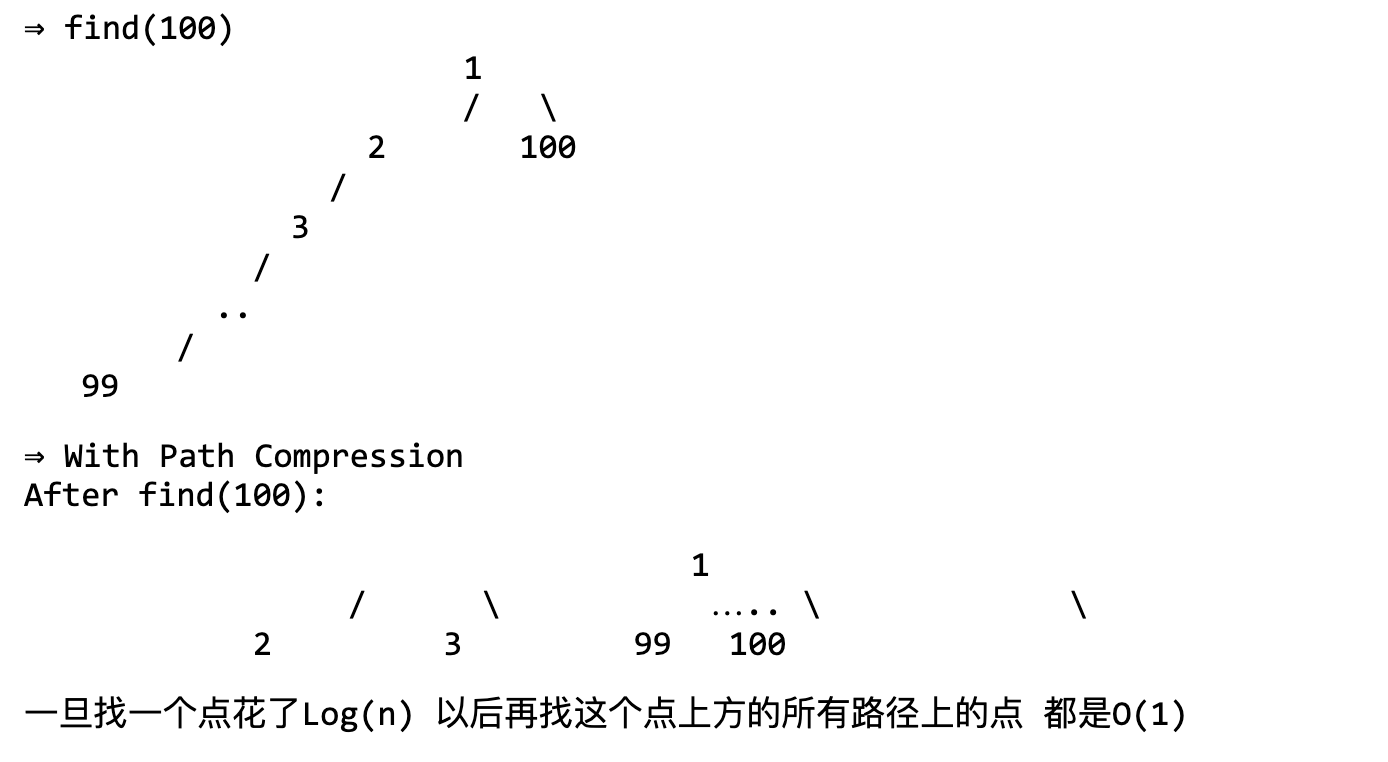 ⇒ find(100)
1
/ \
2 100
/
3
/
..
/
99
⇒ With Path Compression
After find(100):
1
/ \ ….. \ \
2 3 99 100
一旦找一个点花了Log(n) 以后再找这个点上方的所有路径上的点 都是O(1)